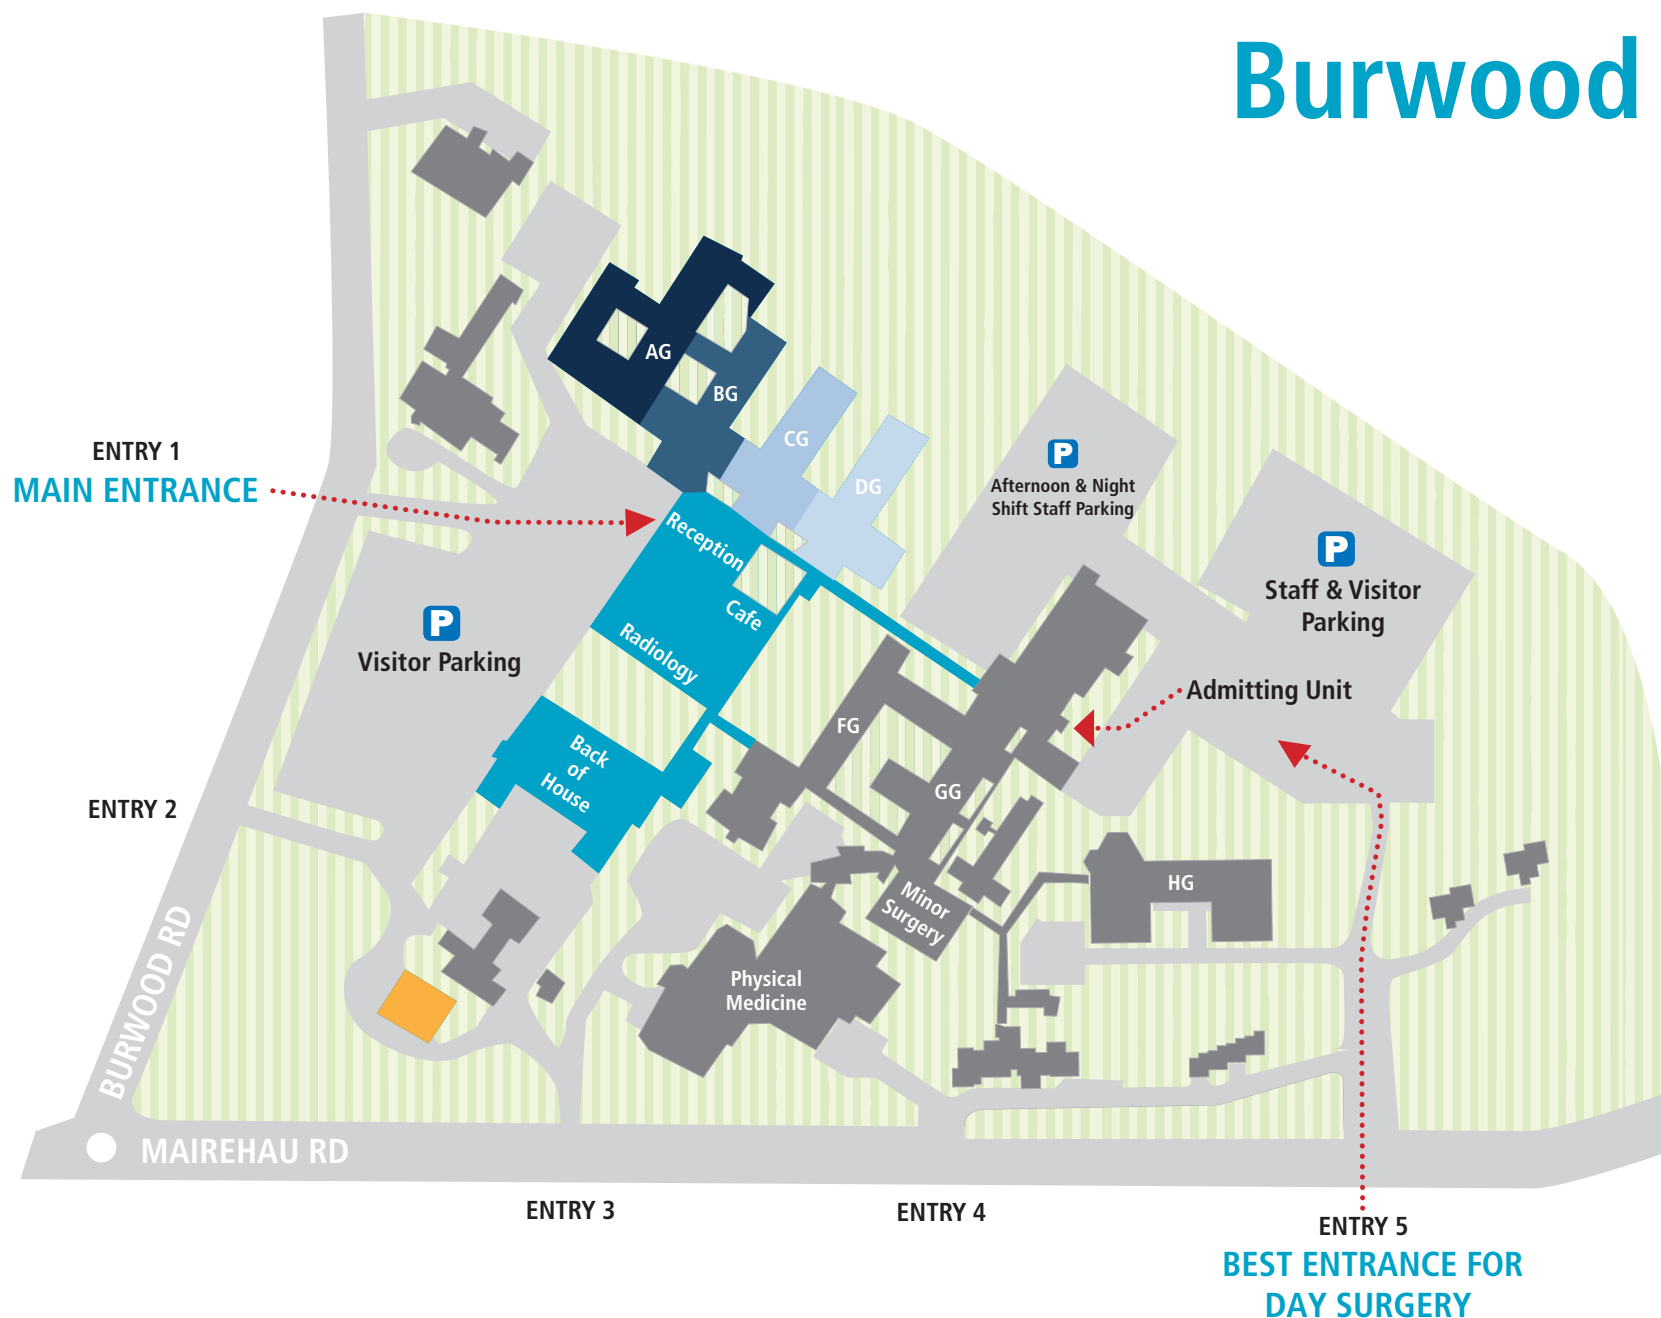 Burwood
AG
BG
CG
DG
ENTRY 1
MAIN ENTRANCE
P
Afternoon & Night
Shift Staff Parking
P
Staff & Visitor
Parking
Reception
Cafe
Radiology
P
Visitor Parking
Admitting Unit
FG
GG
Back
of
House
ENTRY 2
HG
Minor
Surgery
Physical
Medicine
BURWOOD RD
MAIREHAU RD
ENTRY 3
ENTRY 4
ENTRY 5
BEST ENTRANCE FOR
DAY SURGERY